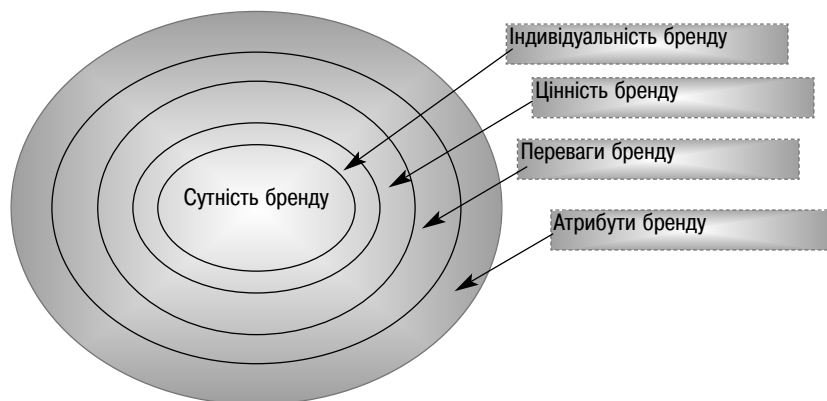 Індивідуальність бренду
Цінність бренду
Переваги бренду
Сутність бренду
Атрибути бренду